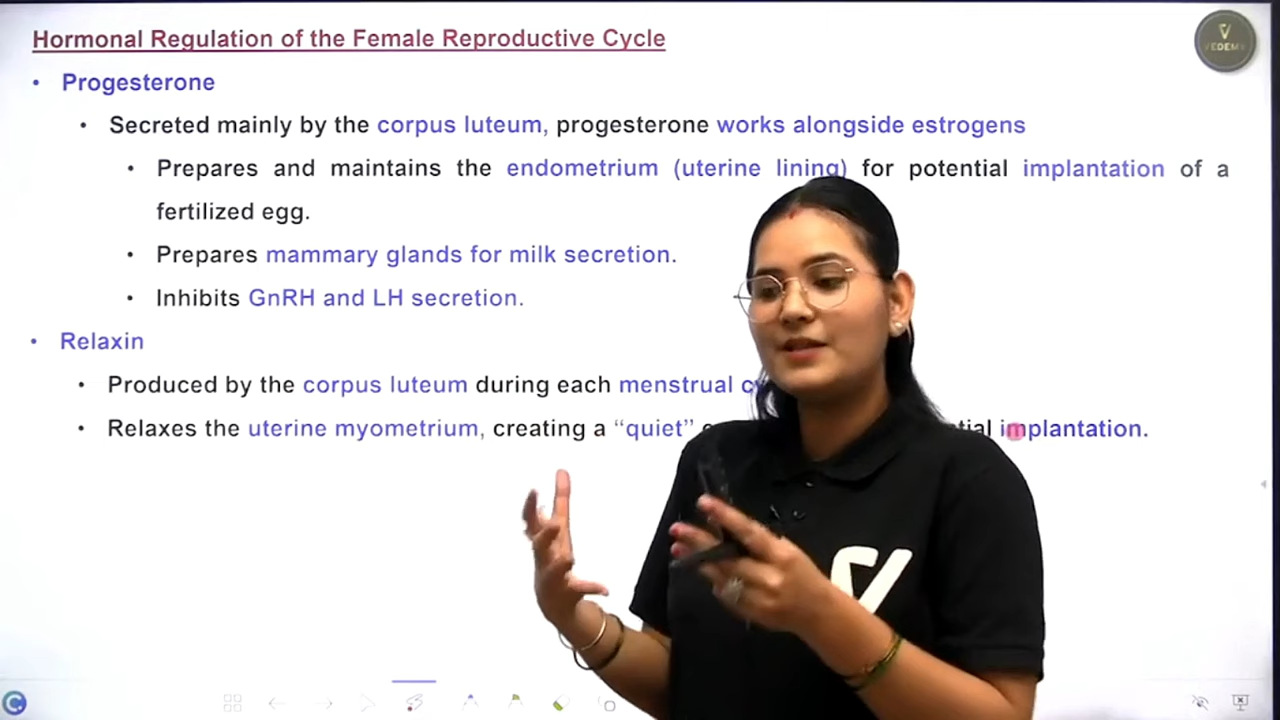 Hormonal Regulation of the Female Reproductive Cycle
VEDEMY
• Progesterone
• Secreted mainly by the corpus luteum, progesterone works alongside estrogens
• Prepares and maintains the endometrium (uterine lining) for potential implantation of a
fertilized egg.
• Prepares mammary glands for milk secretion.
• Inhibits GnRH and LH secretion.
• Relaxin
• Produced by the corpus luteum during each menstrual
• Relaxes the uterine myometrium, creating a “quiet” implantation.